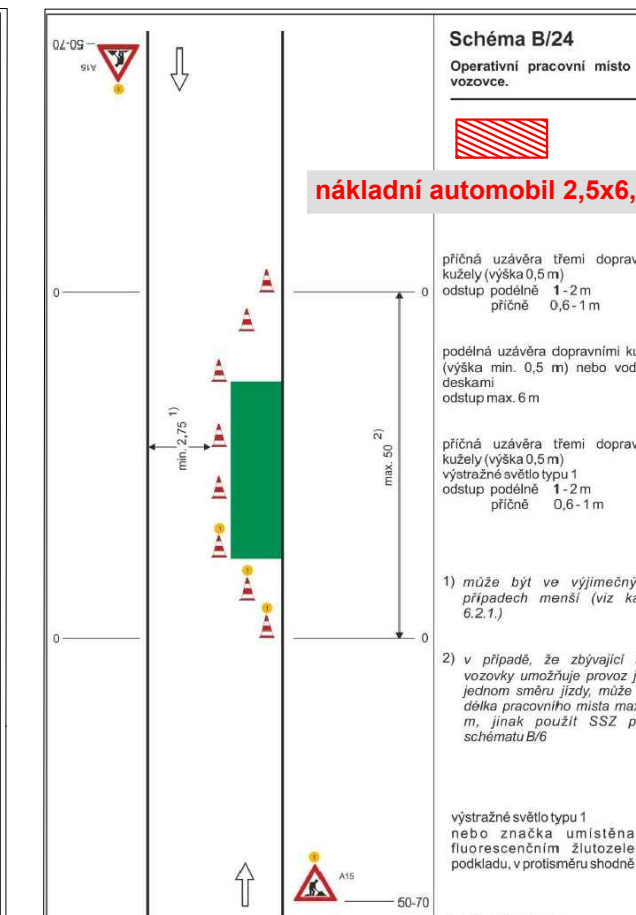 50-70
A15
1
Schéma B/24
Operativní pracovní místo
vozovce.
nákladní automobil 2,5x6,
0
0
příčná uzávěra třemi doprav
kužely (výška 0,5 m)
odstup podélně 1 - 2 m
příčně 0,6 - 1 m
podélná uzávěra dopravními ku
(výška min. 0,5 m) nebo vod
deskami
odstup max. 6 m
min. 2,75 1)
max. 50 2)
příčná uzávěra třemi doprav
kužely (výška 0,5 m)
výstražné světlo typu 1
odstup podélně 1 - 2 m
příčně 0,6 - 1 m
1
1
1
0
0
1) může být ve výjimečný
případech menši (viz ka
6.2.1.)
2) v případě, že zbývající
vozovky umožňuje provoz j
jednom směru jízdy, může
délka pracovního místa max
m, jinak použít SSZ p
schématu B/6
výstražné světlo typu 1
nebo značka umístěna
fluorescenčním žlutozele
podkladu, v protisměru shodně
1
A15
50-70